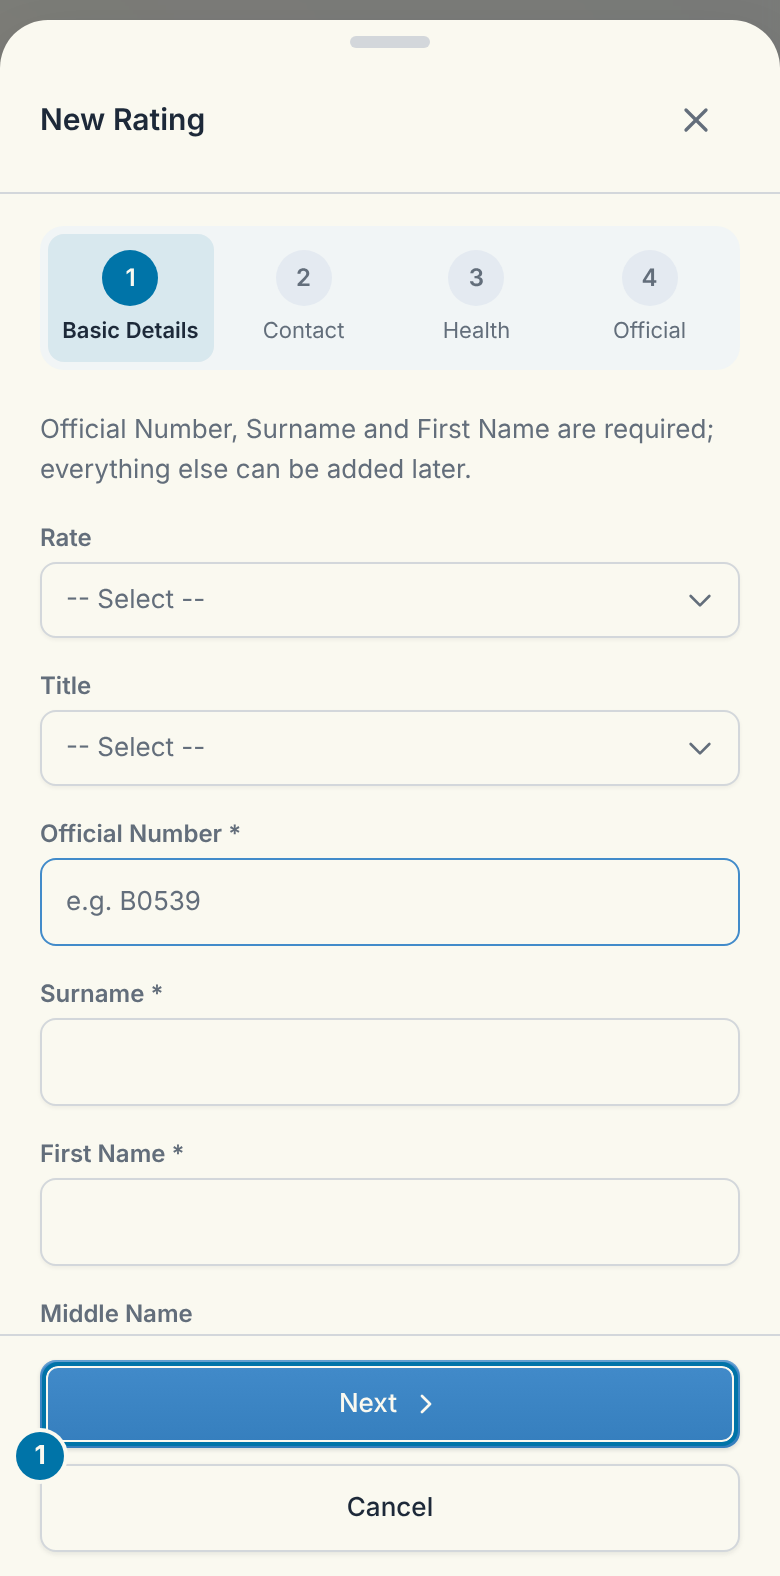 New Rating
1
Basic Details
2
Contact
3
Health
4
Official
Official Number, Surname and First Name are required;
everything else can be added later.
Rate
-- Select --
Title
-- Select --
Official Number *
e.g. B0539
Surname *
First Name *
Middle Name
Next
1
Cancel